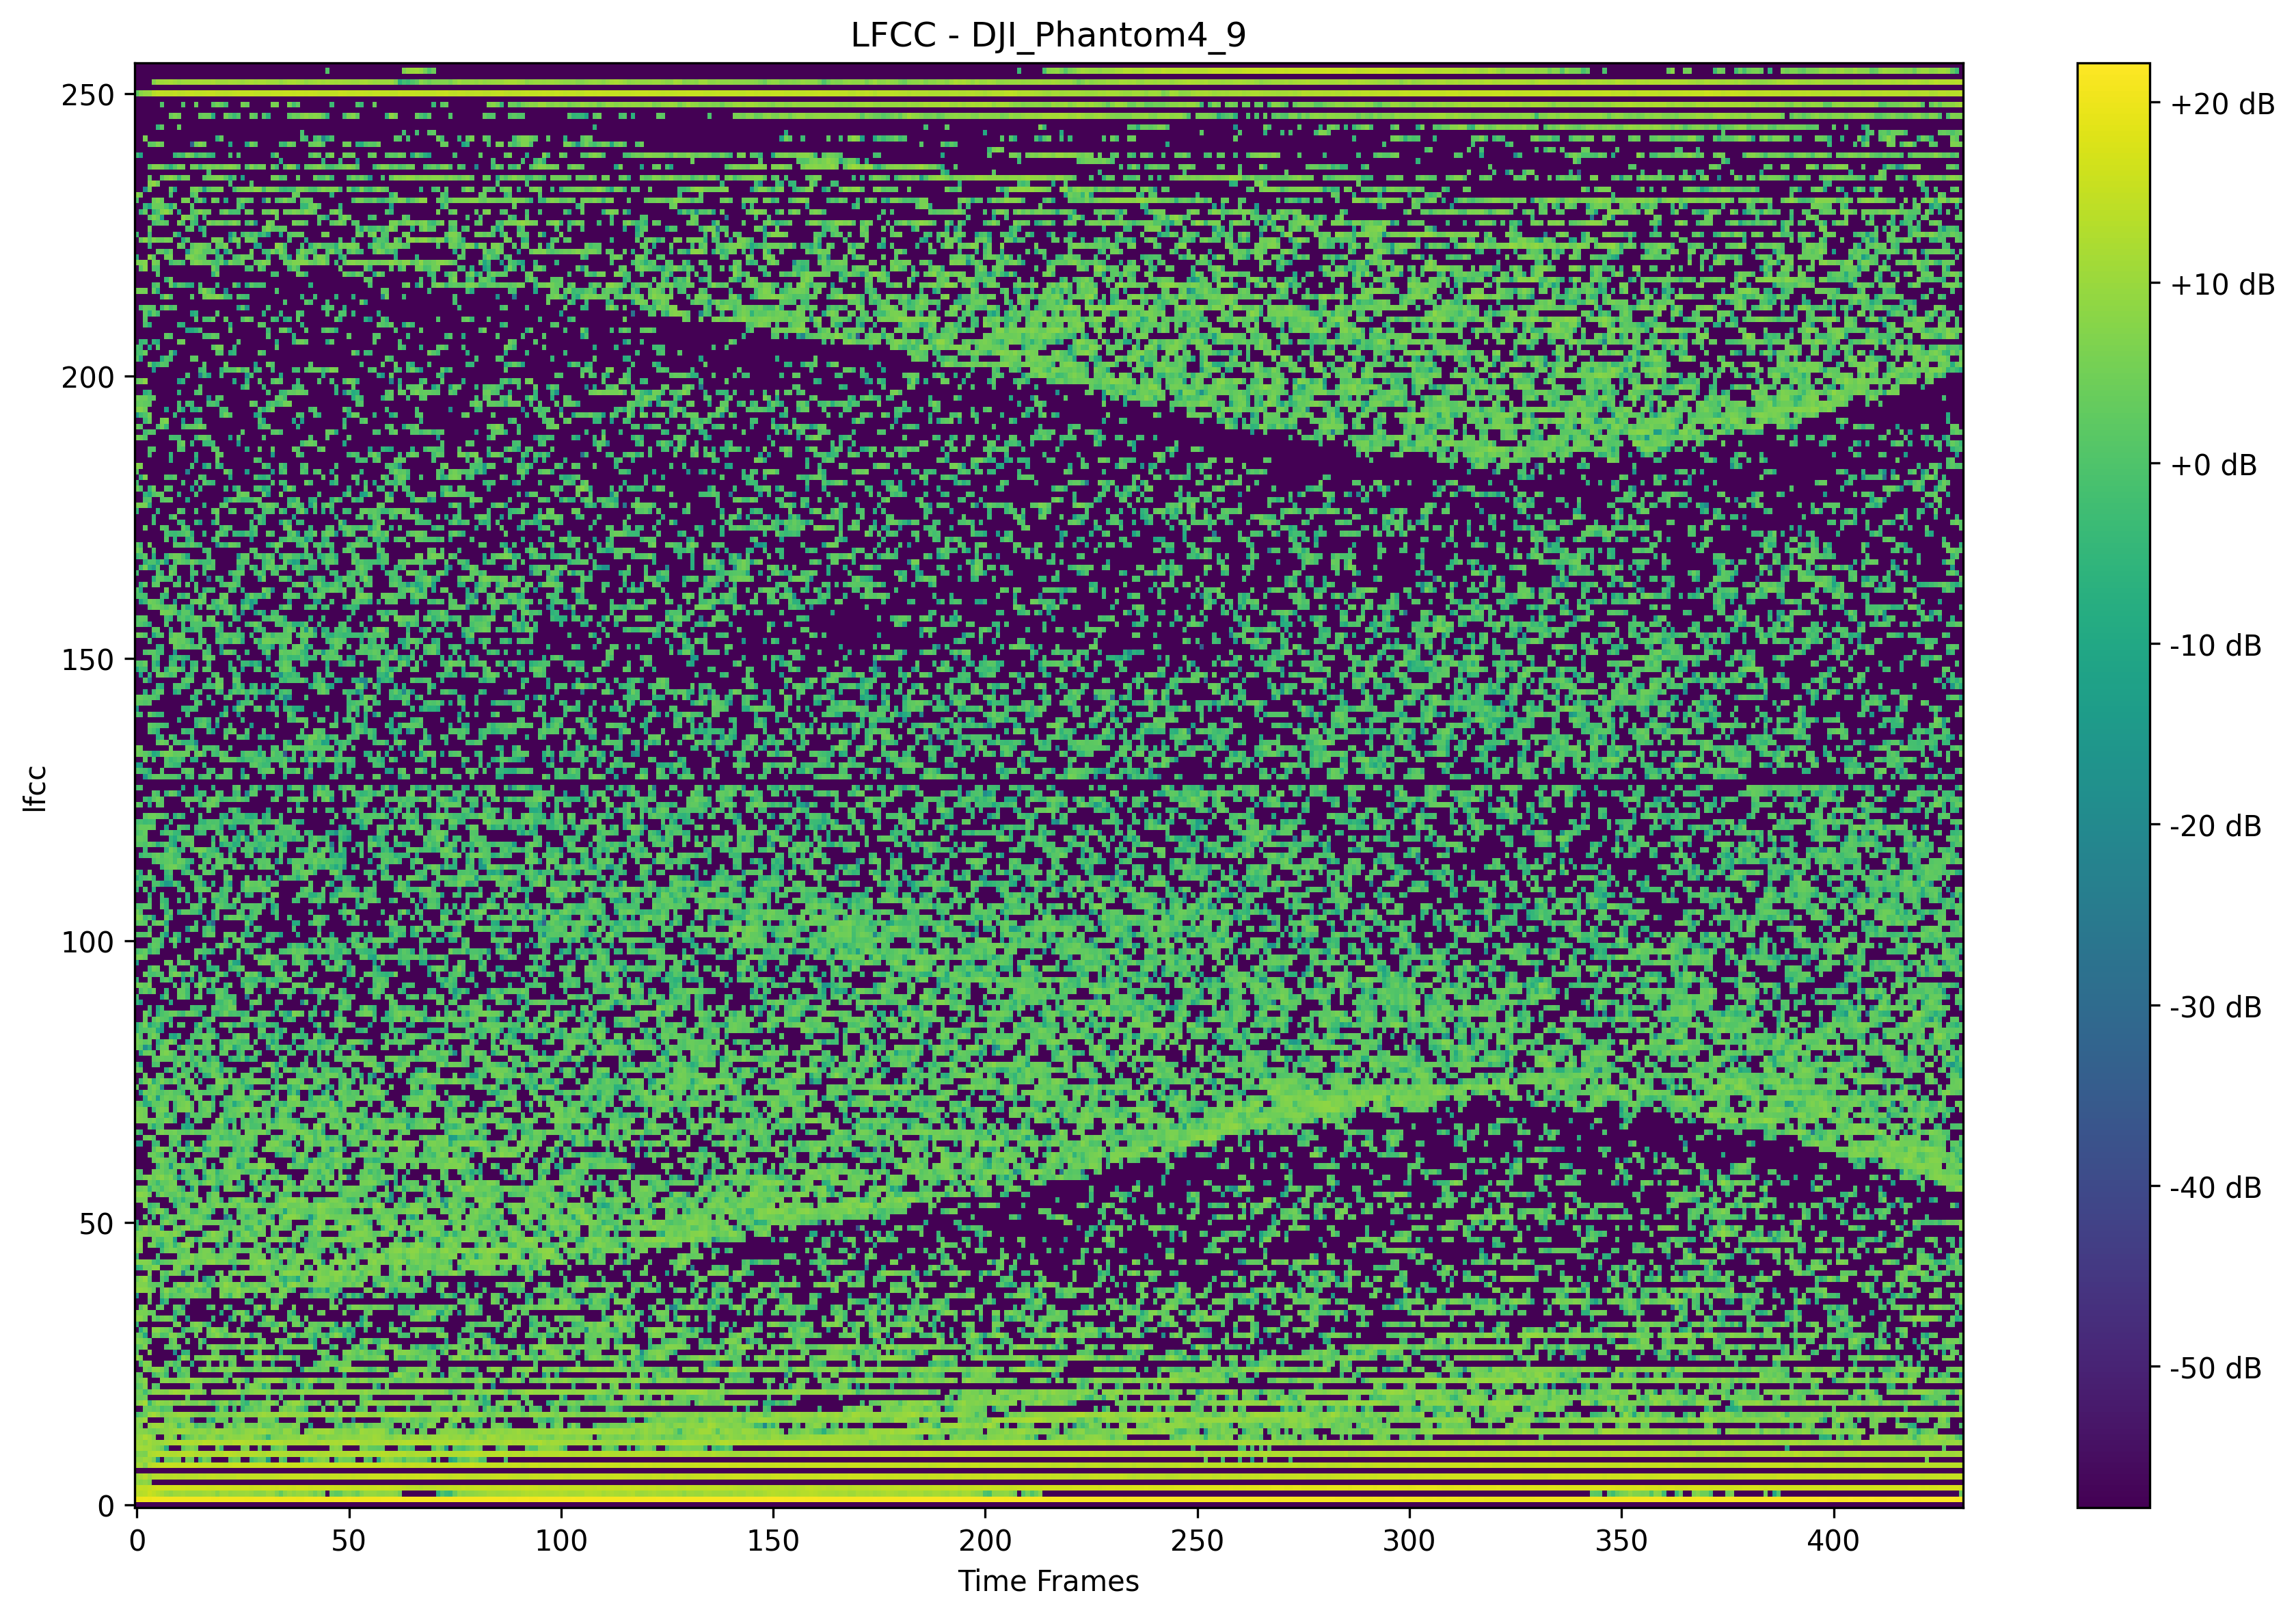 LFCC - DJI_Phantom4_9
250
200
150
100
50
0
lfcc
0 50 100 150 200 250 300 350 400
Time Frames
+20 dB
+10 dB
+0 dB
-10 dB
-20 dB
-30 dB
-40 dB
-50 dB